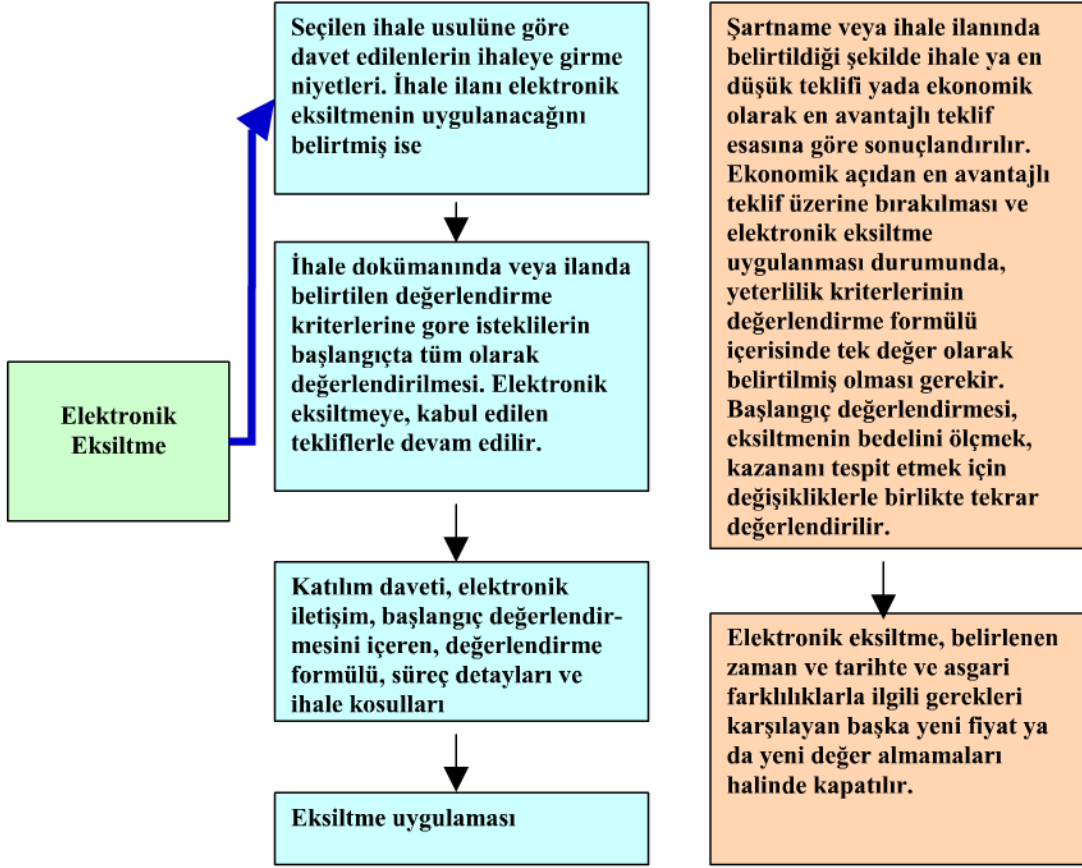 Elektronik
Eksiltme
Seçilen ihale usulüne göre
davet edilenlerin ihaleye girme
niyetleri. İhale ilanı elektronik
eksiltmenin uygulanacağını
belirtmiş ise
İhale dokümanında veya ilanda
belirtilen değerlendirme
kriterlerine gore isteklilerin
başlangıçta tüm olarak
değerlendirilmesi. Elektronik
eksiltmeye, kabul edilen
tekliflerle devam edilir.
Katılım daveti, elektronik
iletişim, başlangıç değerlendir-
mesini içeren, değerlendirme
formülü, süreç detayları ve
ihale kosulları
Eksiltme uygulaması
Şartname veya ihale ilanında
belirtildiği şekilde ihale ya en
düşük teklifi yada ekonomik
olarak en avantajlı teklif
esasına göre sonuçlandırılır.
Ekonomik açıdan en avantajlı
teklif üzerine bırakılması ve
elektronik eksiltme
uygulanması durumunda,
yeterlilik kriterlerinin
değerlendirme formülü
içerisinde tek değer olarak
belirtilmiş olması gerekir.
Başlangıç değerlendirmesi,
eksiltmenin bedelini ölçmek,
kazananı tespit etmek için
değişikliklerle birlikte tekrar
değerlendirilir.
Elektronik eksiltme, belirlenen
zaman ve tarihte ve asgari
farklılıklarla ilgili gerekleri
karşılayan başka yeni fiyat ya
da yeni değer almamaları
halinde kapatılır.